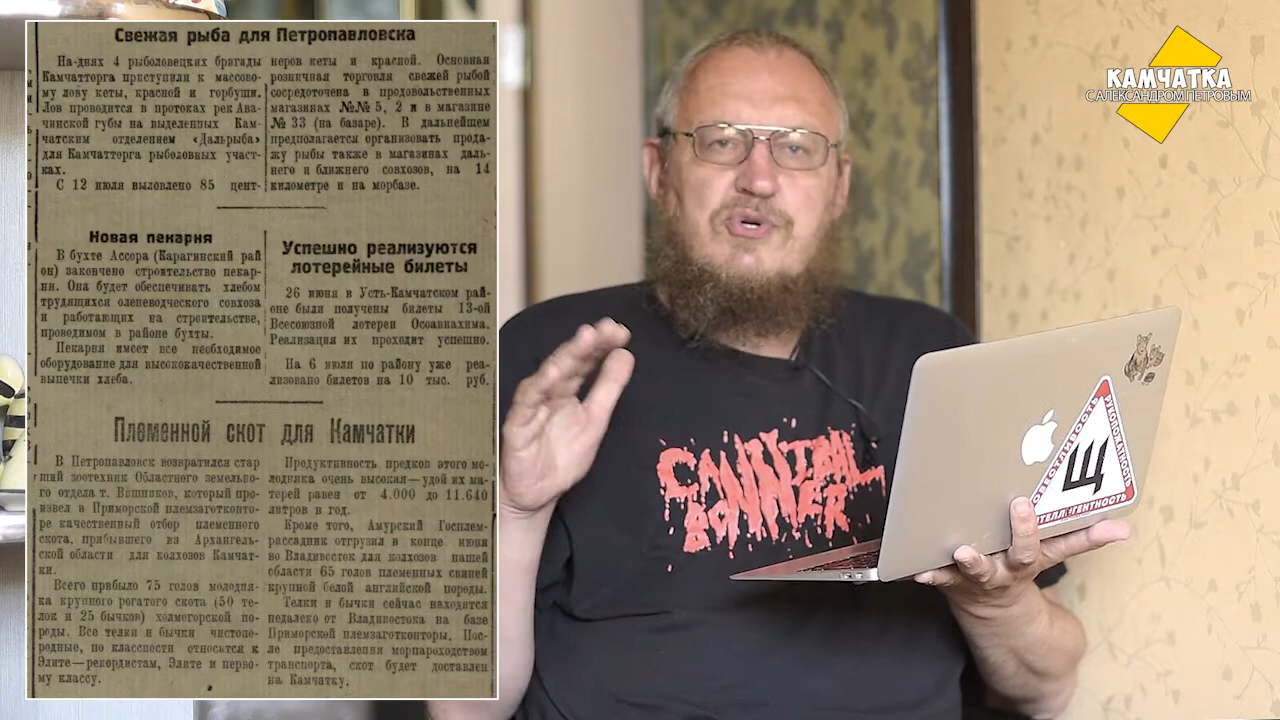 Свежая рыба для Петропавловска
На-днях 4 рыболовецких бригады
Камчатторга приступили к массово-
му лову кеты, красной и горбуши.
Лов проводится в протоках рек Ава-
чинской губы на выделенных Кам-
чатским отделением «Дальрыба»
для Камчатторга рыболовных участ-
ках.
С 12 июля выловлено 85 цент-
неров кеты и красной. Основная
розничная торговля свежей рыбой
сосредоточена в продовольственных
магазинах №№ 5, 2 и в магазине
№ 33 (на базаре). В дальнейшем
предполагается организовать прода-
жу рыбы также в магазинах даль-
него и ближнего совхозов, на 14
километре и на морбазе.
Новая пекарня
В бухте Ассора (Карагинский рай
он) закончено строительство пекар-
ни. Она будет обеспечивать хлебом
трудящихся оленеводческого совхоза
и работающих на строительстве,
проводимом в районе бухты.
Пекарня имеет все необходимое
оборудование для высококачественной
выпечки хлеба.
Успешно реализуются
лотерейные билеты
26 июня в Усть-Камчатском рай-
оне были получены билеты 13-ой
Всесоюзной лотереи Осоавиахима.
Реализация их проходит успешно.
На 6 июля по району уже реа-
лизовано билетов на 10 тыс. руб.
Племенной скот для Камчатки
В Петропавловск возвратился стар
ший зоотехник Областного земельно-
го отдела т. Вишняков, который про-
извел в Приморской племзаготконто-
ре качественный отбор племенного
скота, прибывшего из Архангель-
ской области для колхозов Камчат-
ки.
Всего прибыло 75 голов молодня-
ка крупного рогатого скота (50 те-
лок и 25 бычков) холмогорской по-
роды. Все телки и бычки чистопо-
родные, по классности относятся к
Элите—рекордистам, Элите и перво-
му классу.
Продуктивность предков этого мо-
лодняка очень высокая—удой их ма-
терей равен от 4.000 до 11.640
литров в год.
Кроме того, Амурский Госплем-
рассадник отгрузил в конце июня
во Владивосток для колхозов нашей
области 65 голов племенных свиней
крупной белой английской породы.
Телки и бычки сейчас находятся
недалеко от Владивостока на базе
Приморской племзаготконторы. Пос-
ле предоставления морпароходством
транспорта, скот будет доставлен
на Камчатку.
КАМЧАТКА
С АЛЕКСАНДРОМ ПЕТРОВЫМ
CANNIBAL
BONNER
СОВЕСТЛИВОСТЬ
РУКОПОЖАТНОСТЬ
Щ
ИНТЕЛЛИГЕНТНОСТЬ